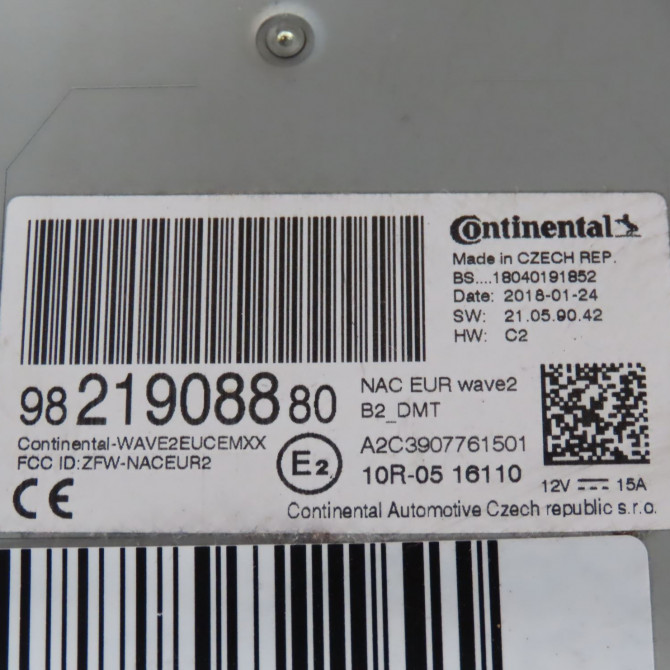 Continental
Made in CZECH REP.
BS....18040191852
Date: 2018-01-24
SW: 21.05.90.42
HW: C2
98 219088 80
NAC EUR wave2
B2_DMT
Continental-WAVE2EUCEMXX
FCC ID:ZFW-NACEUR2
CE
E2
A2C3907761501
10R-05 16110
12V 15A
Continental Automotive Czech republic s.r.o.